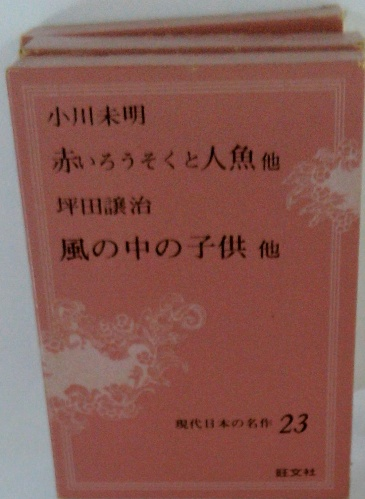 小川未明
赤いろうそくと人魚 他
坪田譲治
風の中の子供 他
現代日本の名作 23
旺文社